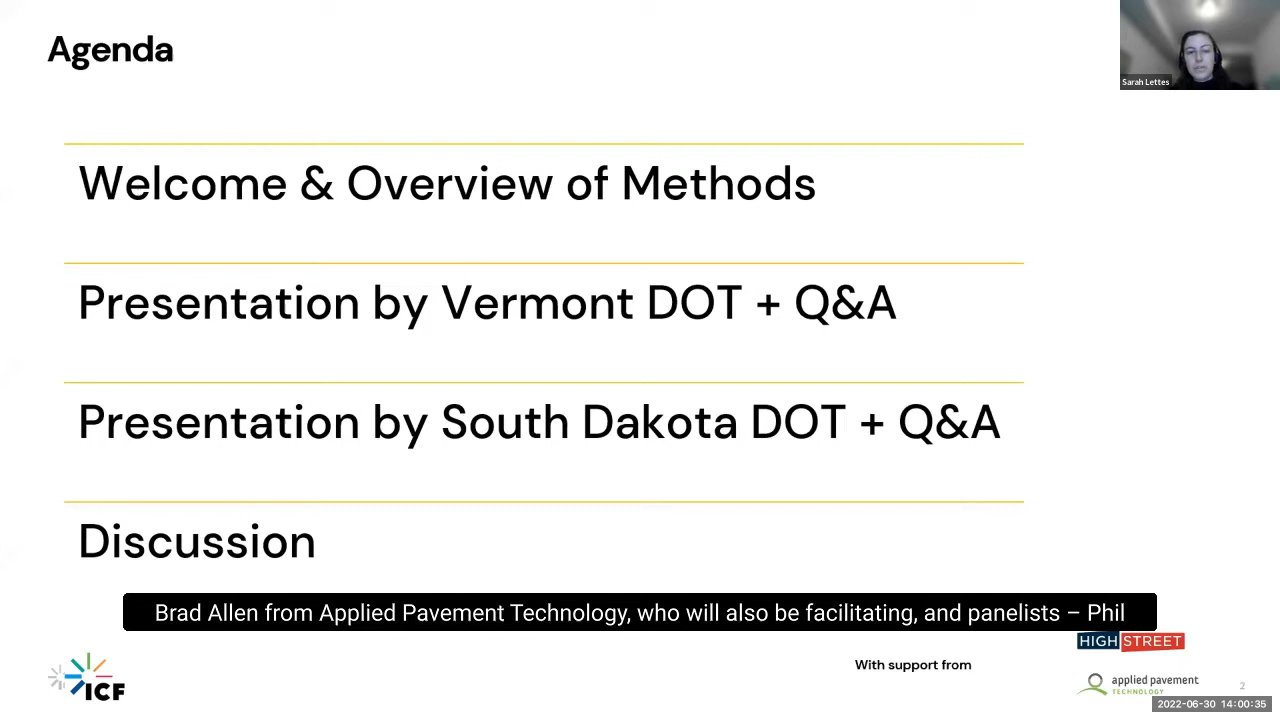 Agenda
Sarah Lettes
Welcome & Overview of Methods
Presentation by Vermont DOT + Q&A
Presentation by South Dakota DOT + Q&A
Discussion
Brad Allen from Applied Pavement Technology, who will also be facilitating, and panelists – Phil
HIGH STREET
With support from
ICF
applied pavement
TECHNOLOGY
2
2022-06-30 14:00:35